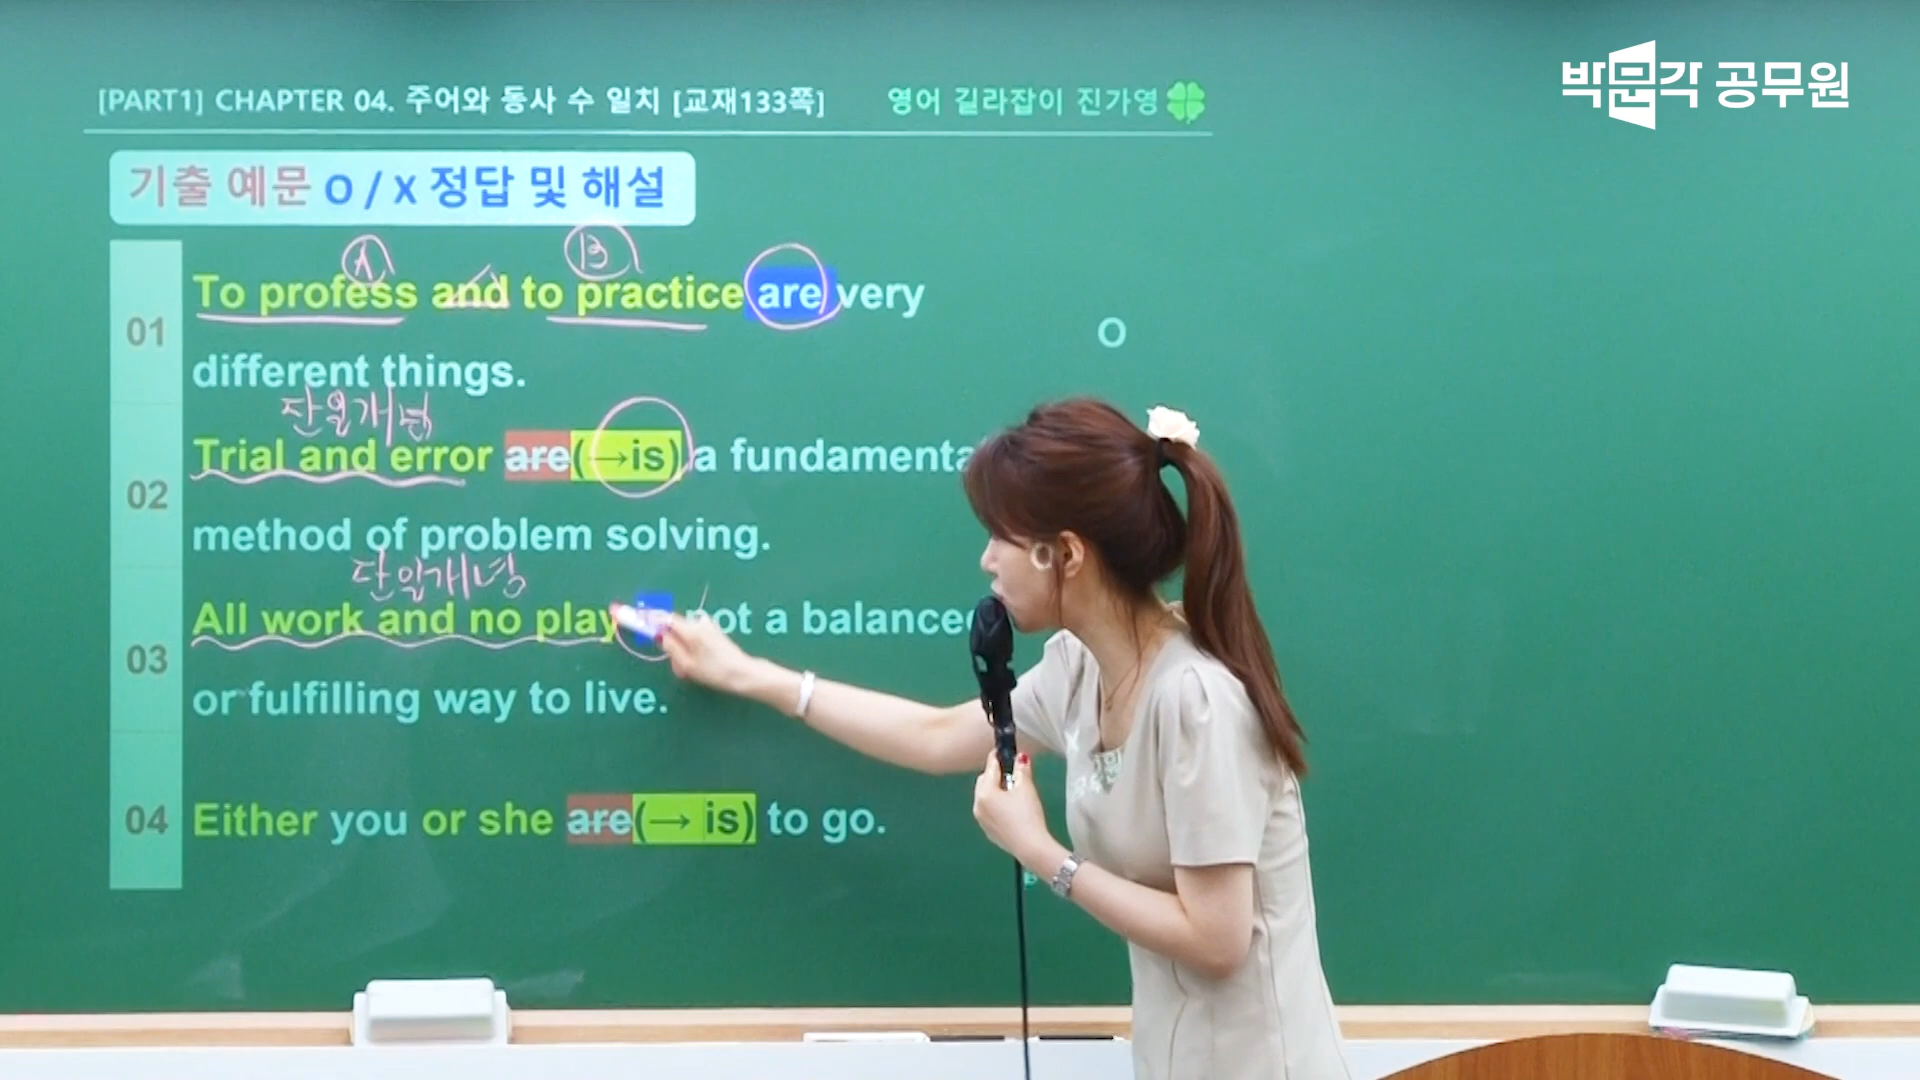 박문각 공무원
[PART1] CHAPTER 04. 주어와 동사 수 일치 [교재133쪽]
영어 길라잡이 진가영
기출 예문 O / X 정답 및 해설
A B
01 To profess and to practice are very
different things.
O
단일개념
02 Trial and error are(→is) a fundamenta
method of problem solving.
단일개념
03 All work and no play is not a balanced
or fulfilling way to live.
04 Either you or she are(→ is) to go.